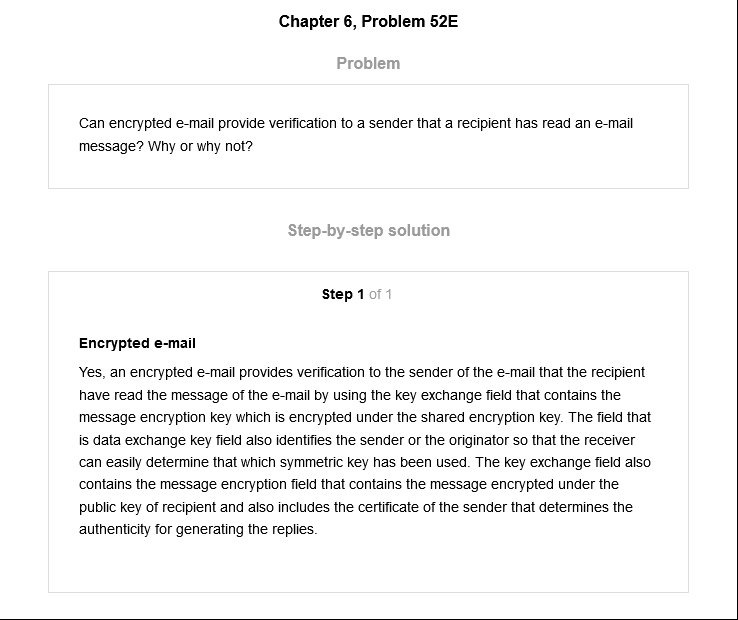 Chapter 6, Problem 52E
Problem
Can encrypted e-mail provide verification to a sender that a recipient has read an e-mail
message? Why or why not?
Step-by-step solution
Step 1 of 1
Encrypted e-mail
Yes, an encrypted e-mail provides verification to the sender of the e-mail that the recipient
have read the message of the e-mail by using the key exchange field that contains the
message encryption key which is encrypted under the shared encryption key. The field that
is data exchange key field also identifies the sender or the originator so that the receiver
can easily determine that which symmetric key has been used. The key exchange field also
contains the message encryption field that contains the message encrypted under the
public key of recipient and also includes the certificate of the sender that determines the
authenticity for generating the replies.